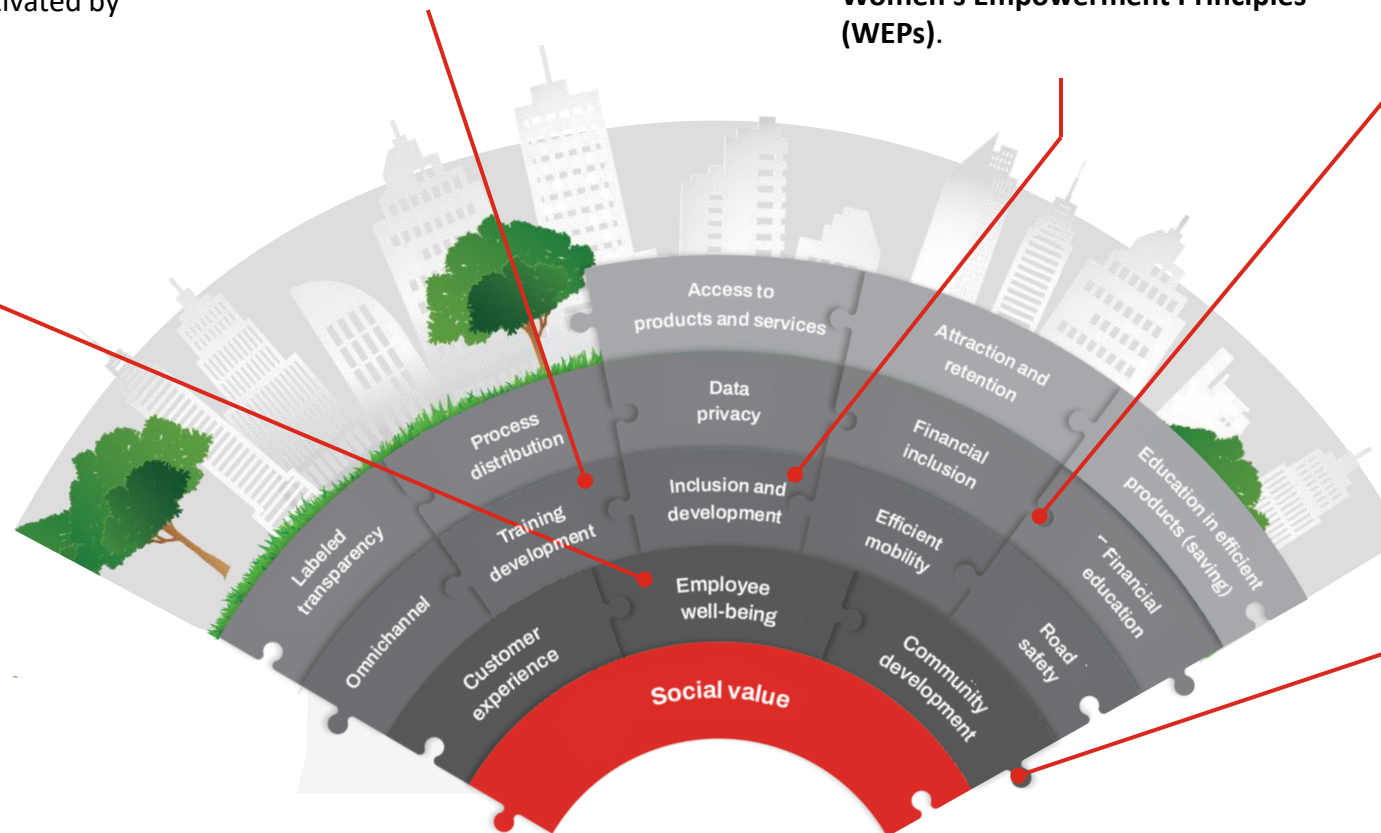 Women's Empowerment Principles
(WEPs).
Access to
products and services
Attraction and
retention
Education in efficient
products (saving)
Process
distribution
Data
privacy
Financial
inclusion
Financial
education
Labeled
transparency
Training
development
Inclusion and
development
Efficient
mobility
Road
safety
Omnichannel
Customer
experience
Employee
well-being
Community
development
Social value